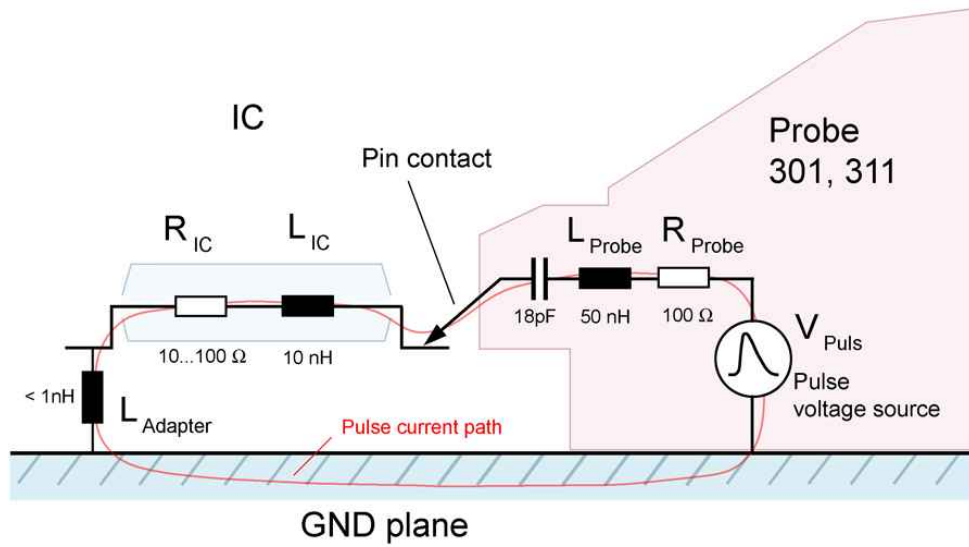 IC
Probe
301, 311
Pin contact
R IC
L IC
L Probe
R Probe
10...100 Ω
10 nH
18pF
50 nH
100 Ω
V Puls
Pulse
voltage source
< 1nH
L Adapter
Pulse current path
GND plane